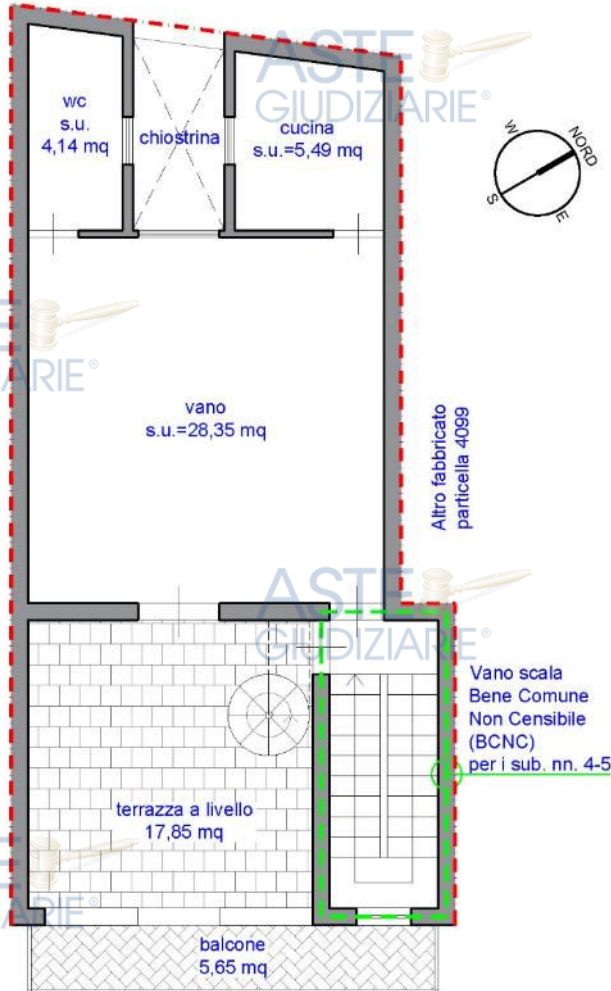 ASTE
GIUDIZIARIE®
wc
s.u.
4,14 mq
chiostrina
cucina
s.u.=5,49 mq
W
NORD
S
E
ARIE®
vano
s.u.=28,35 mq
Altro fabbricato
particella 4099
ASTE
GIUDIZIARIE®
Vano scala
Bene Comune
Non Censibile
(BCNC)
per i sub. nn. 4-5
terrazza a livello
17,85 mq
ARIE®
balcone
5,65 mq